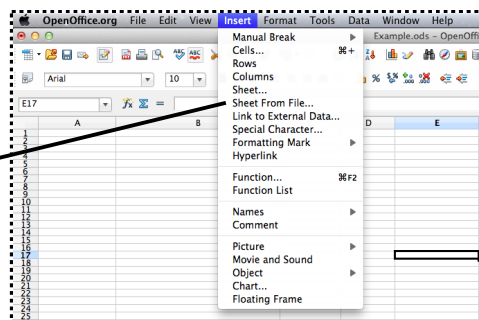 OpenOffice.org File Edit View Insert Format Tools Data Window Help
Example.ods - OpenOffi
Manual Break
Cells... ⌘+
Rows
Columns
Sheet...
Sheet From File...
Link to External Data...
Special Character...
Formatting Mark
Hyperlink
Function... ⌘F2
Function List
Names
Comment
Picture
Movie and Sound
Object
Chart...
Floating Frame
Arial 10
E17
A B D E
1
2
3
4
5
6
7
8
9
10
11
12
13
14
15
16
17
18
19
20
21
22
23
24
25